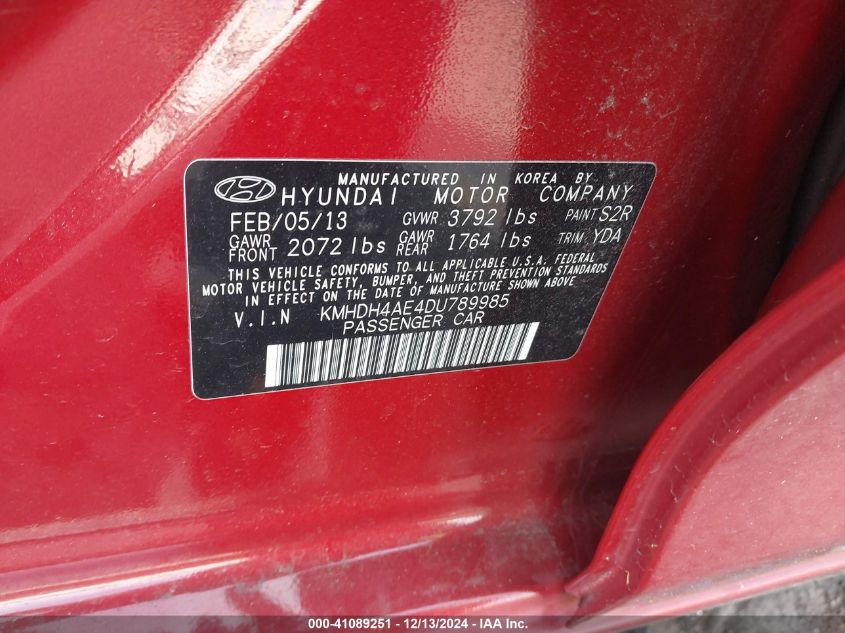 MANUFACTURED IN KOREA BY
HYUNDAI MOTOR COMPANY
FEB/05/13 GVWR 3792 lbs PAINT S2R
GAWR FRONT 2072 lbs GAWR REAR 1764 lbs TRIM YDA
THIS VEHICLE CONFORMS TO ALL APPLICABLE U.S.A. FEDERAL
MOTOR VEHICLE SAFETY, BUMPER, AND THEFT PREVENTION STANDARDS
IN EFFECT ON THE DATE OF MANUFACTURE SHOWN ABOVE
V.I.N KMHDH4AE4DU789985
PASSENGER CAR
000-41089251 - 12/13/2024 - IAA Inc.